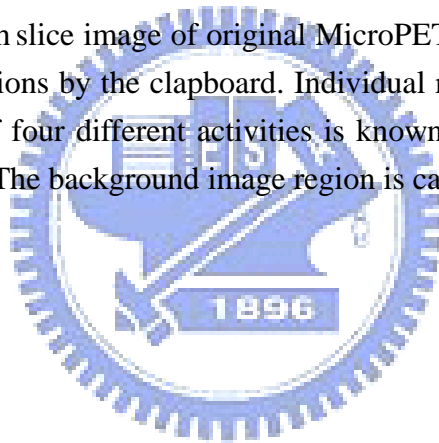 slice image of original MicroPET
ions by the clapboard. Individual
four different activities is known
The background image region is ca
E S
1896